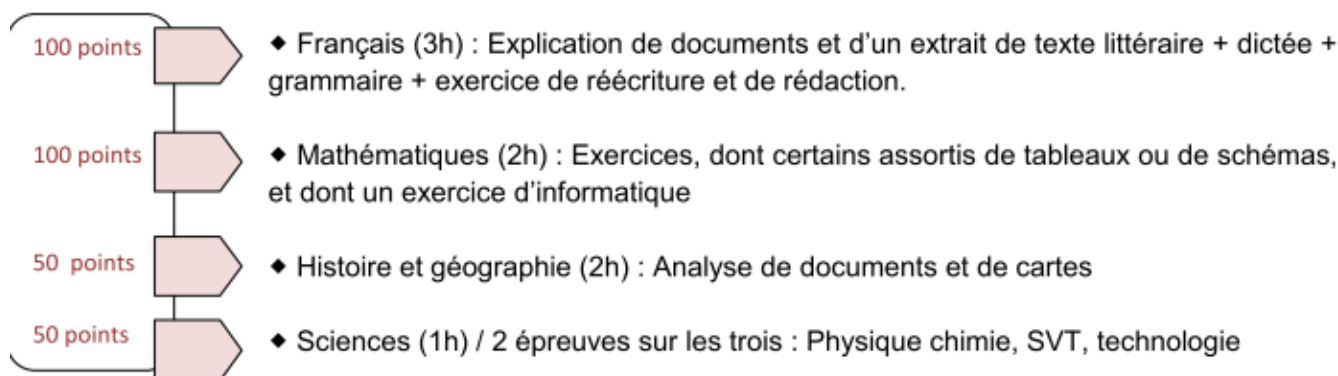 100 points ◆ Français (3h) : Explication de documents et d'un extrait de texte littéraire + dictée +
grammaire + exercice de réécriture et de rédaction.
100 points ◆ Mathématiques (2h) : Exercices, dont certains assortis de tableaux ou de schémas,
et dont un exercice d'informatique
50 points ◆ Histoire et géographie (2h) : Analyse de documents et de cartes
50 points ◆ Sciences (1h) / 2 épreuves sur les trois : Physique chimie, SVT, technologie